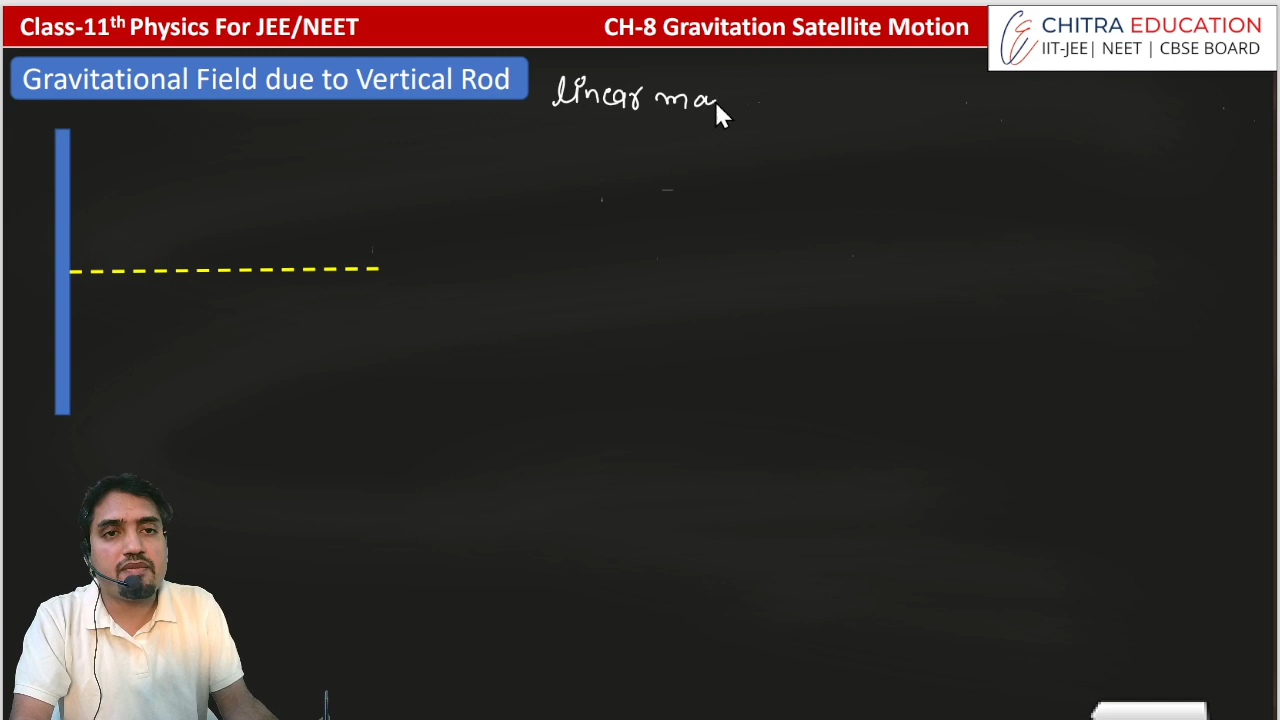 Class-11th Physics For JEE/NEET
CH-8 Gravitation Satellite Motion
CHITRA EDUCATION
IIT-JEE| NEET | CBSE BOARD
Gravitational Field due to Vertical Rod
linear ma